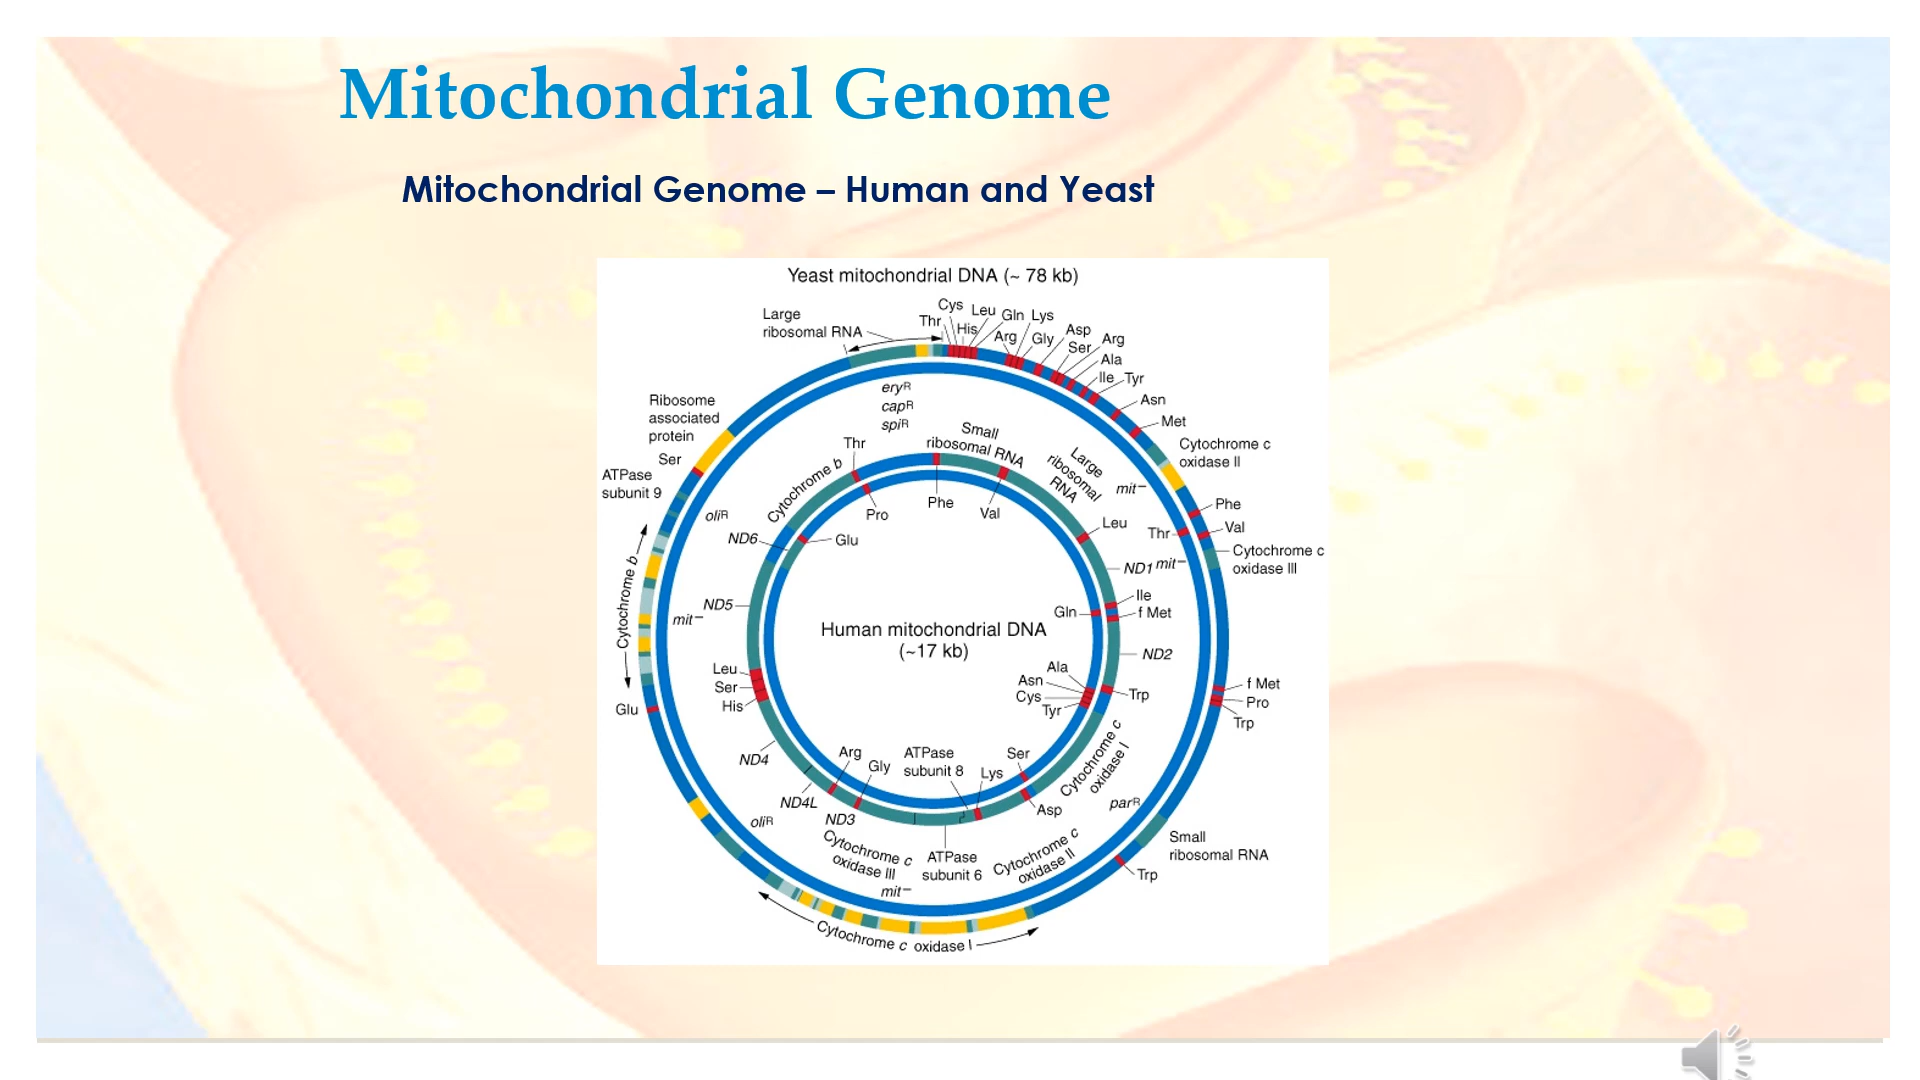 Mitochondrial Genome
Mitochondrial Genome – Human and Yeast
Yeast mitochondrial DNA (~ 78 kb)
Large
ribosomal RNA
Thr
Cys
His
Leu
Gln
Arg
Lys
Gly
Asp
Ser
Arg
Ala
Ile
Tyr
Asn
Met
Cytochrome c
oxidase II
Phe
Thr
Val
Cytochrome c
oxidase III
f Met
Pro
Trp
Small
ribosomal RNA
Trp
Cytochrome c oxidase I
Glu
Cytochrome b
ATPase
subunit 9
Ser
Ribosome
associated
protein
eryR
capR
spiR
mit–
mit–
parR
mit–
oliR
mit–
oliR
Thr
Small
ribosomal RNA
Large
ribosomal
RNA
Phe
Val
Leu
ND1
Ile
Gln
f Met
ND2
Ala
Asn
Cys
Tyr
Trp
Cytochrome c
oxidase I
Ser
Asp
Cytochrome c
oxidase II
Lys
ATPase
subunit 8
ATPase
subunit 6
Cytochrome c
oxidase III
Gly
ND3
Arg
ND4L
ND4
His
Ser
Leu
ND5
ND6
Glu
Cytochrome b
Pro
Human mitochondrial DNA
(~17 kb)